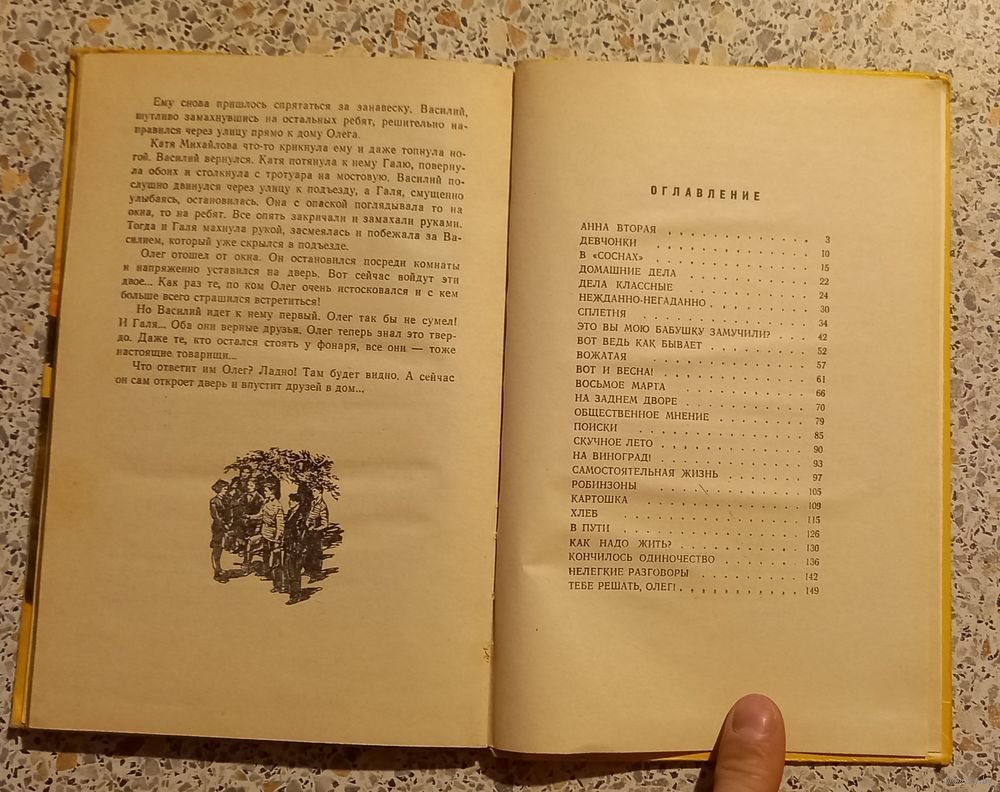 Ему снова пришлось спрятаться за занавеску. Василий,
шутливо замахнувшись на остальных ребят, решительно на-
правился через улицу прямо к дому Олега.
Катя Михайлова что-то крикнула ему и даже топнула но-
гой. Василий вернулся. Катя потянула к нему Галю, поверну-
ла обоих и столкнула с тротуара на мостовую. Василий по-
слушно двинулся через улицу к подъезду, а Галя, смущенно
улыбаясь, остановилась. Она с опаской поглядывала то на
окна, то на ребят. Все опять закричали и замахали руками.
Тогда и Галя махнула рукой, засмеялась и побежала за Ва-
силием, который уже скрылся в подъезде.
Олег отошел от окна. Он остановился посреди комнаты
и напряженно уставился на дверь. Вот сейчас войдут эти
двое... Как раз те, по ком Олег очень истосковался и с кем
больше всего страшился встретиться!
Но Василий идет к нему первый. Олег так бы не сумел!
И Галя... Оба они верные друзья. Олег теперь знал это твер-
до. Даже те, кто остался стоять у фонаря, все они — тоже
настоящие товарищи...
Что ответит им Олег? Ладно! Там будет видно. А сейчас
он сам откроет дверь и впустит друзей в дом...
ОГЛАВЛЕНИЕ
АННА ВТОРАЯ . . . . . . . . . . . 3
ДЕВЧОНКИ . . . . . . . . . . . . 10
В «СОСНАХ» . . . . . . . . . . . 15
ДОМАШНИЕ ДЕЛА . . . . . . . . . . 22
ДЕЛА КЛАССНЫЕ . . . . . . . . . . 24
НЕЖДАННО-НЕГАДАННО . . . . . . . . 30
СПЛЕТНЯ . . . . . . . . . . . . 34
ЭТО ВЫ МОЮ БАБУШКУ ЗАМУЧИЛИ? . . . . 42
ВОТ ВЕДЬ КАК БЫВАЕТ . . . . . . . . 52
ВОЖАТАЯ . . . . . . . . . . . . 57
ВОТ И ВЕСНА! . . . . . . . . . . 61
ВОСЬМОЕ МАРТА . . . . . . . . . . 66
НА ЗАДНЕМ ДВОРЕ . . . . . . . . . 70
ОБЩЕСТВЕННОЕ МНЕНИЕ . . . . . . . . 79
ПОИСКИ . . . . . . . . . . . . 85
СКУЧНОЕ ЛЕТО . . . . . . . . . . 90
НА ВИНОГРАД! . . . . . . . . . . 93
САМОСТОЯТЕЛЬНАЯ ЖИЗНЬ . . . . . . . 97
РОБИНЗОНЫ . . . . . . . . . . . 105
КАРТОШКА . . . . . . . . . . . . 109
ХЛЕБ . . . . . . . . . . . . . 115
В ПУТИ . . . . . . . . . . . . 126
КАК НАДО ЖИТЬ? . . . . . . . . . 130
КОНЧИЛОСЬ ОДИНОЧЕСТВО . . . . . . . 136
НЕЛЕГКИЕ РАЗГОВОРЫ . . . . . . . . 142
ТЕБЕ РЕШАТЬ, ОЛЕГ! . . . . . . . . 149